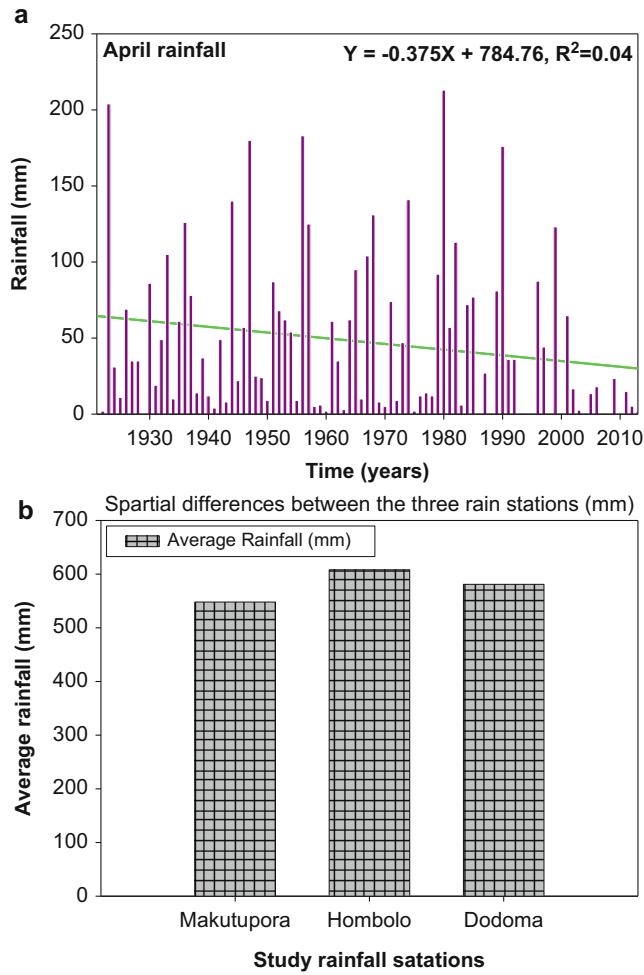 a
April rainfall
Y = -0.375X + 784.76, R²=0.04
Rainfall (mm)
250
200
150
100
50
0
1930 1940 1950 1960 1970 1980 1990 2000 2010
Time (years)
b
Spartial differences between the three rain stations (mm)
Average Rainfall (mm)
Average rainfall (mm)
700
600
500
400
300
200
100
0
Makutupora Hombolo Dodoma
Study rainfall satations